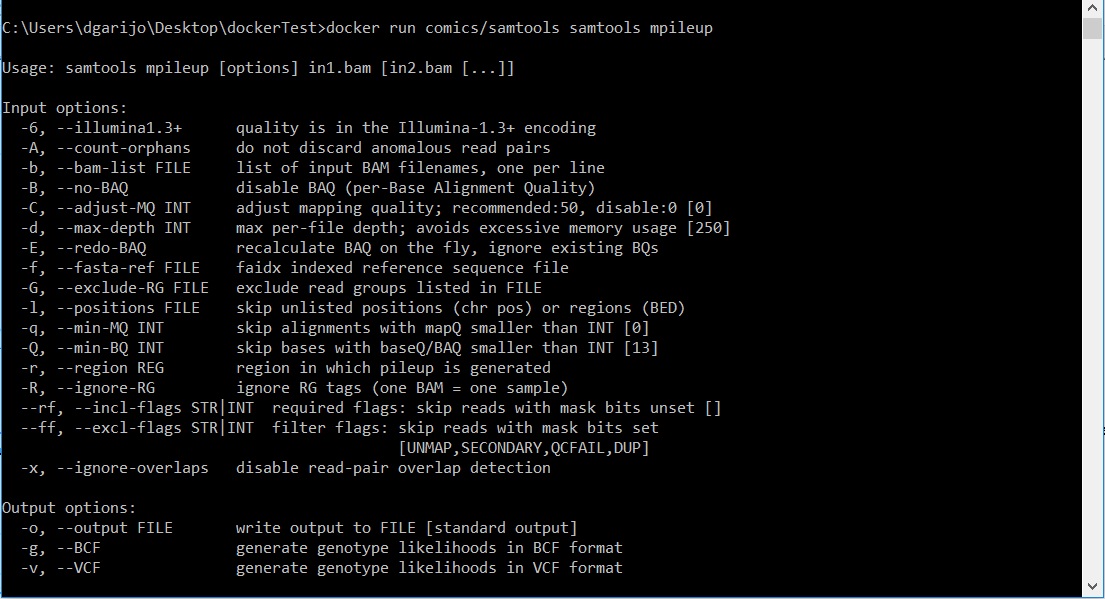 C:\Users\dgarijo\Desktop\dockerTest>docker run comics/samtools samtools mpileup
Usage: samtools mpileup [options] in1.bam [in2.bam [...]]
Input options:
-6, --illumina1.3+ quality is in the Illumina-1.3+ encoding
-A, --count-orphans do not discard anomalous read pairs
-b, --bam-list FILE list of input BAM filenames, one per line
-B, --no-BAQ disable BAQ (per-Base Alignment Quality)
-C, --adjust-MQ INT adjust mapping quality; recommended:50, disable:0 [0]
-d, --max-depth INT max per-file depth; avoids excessive memory usage [250]
-E, --redo-BAQ recalculate BAQ on the fly, ignore existing BQs
-f, --fasta-ref FILE faidx indexed reference sequence file
-G, --exclude-RG FILE exclude read groups listed in FILE
-l, --positions FILE skip unlisted positions (chr pos) or regions (BED)
-q, --min-MQ INT skip alignments with mapQ smaller than INT [0]
-Q, --min-BQ INT skip bases with baseQ/BAQ smaller than INT [13]
-r, --region REG region in which pileup is generated
-R, --ignore-RG ignore RG tags (one BAM = one sample)
--rf, --incl-flags STR|INT required flags: skip reads with mask bits unset []
--ff, --excl-flags STR|INT filter flags: skip reads with mask bits set
[UNMAP,SECONDARY,QCFAIL,DUP]
-x, --ignore-overlaps disable read-pair overlap detection
Output options:
-o, --output FILE write output to FILE [standard output]
-g, --BCF generate genotype likelihoods in BCF format
-v, --VCF generate genotype likelihoods in VCF format